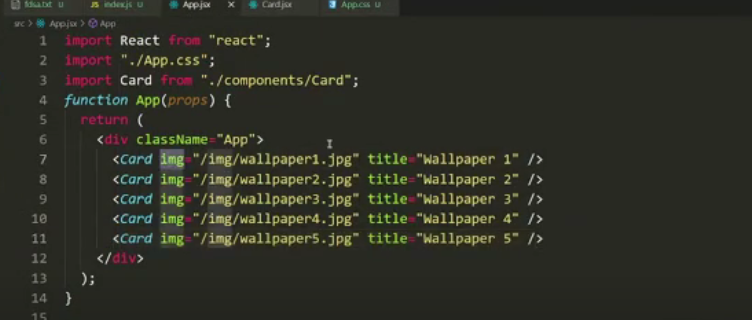 fdsa.txt U JS index.js U App.jsx X Card.jsx App.css U
src > App.jsx > App
1 import React from "react";
2 import "./App.css";
3 import Card from "./components/Card";
4 function App(props) {
5 return (
6 <div className="App">
7 <Card img="/img/wallpaper1.jpg" title="Wallpaper 1" />
8 <Card img="/img/wallpaper2.jpg" title="Wallpaper 2" />
9 <Card img="/img/wallpaper3.jpg" title="Wallpaper 3" />
10 <Card img="/img/wallpaper4.jpg" title="Wallpaper 4" />
11 <Card img="/img/wallpaper5.jpg" title="Wallpaper 5" />
12 </div>
13 );
14 }
15